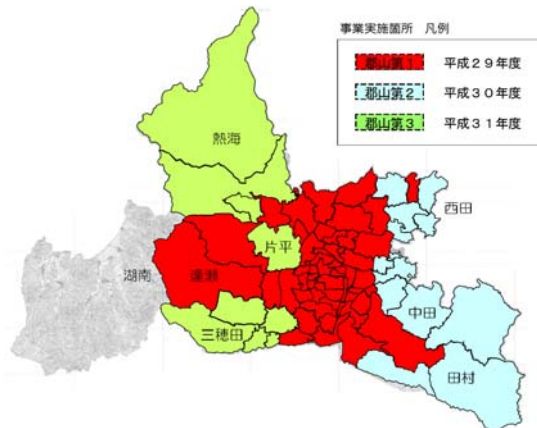 事業実施箇所 凡例
郡山第1 平成29年度
郡山第2 平成30年度
郡山第3 平成31年度
熱海
西田
片平
湖南
逢瀬
中田
三穂田
田村